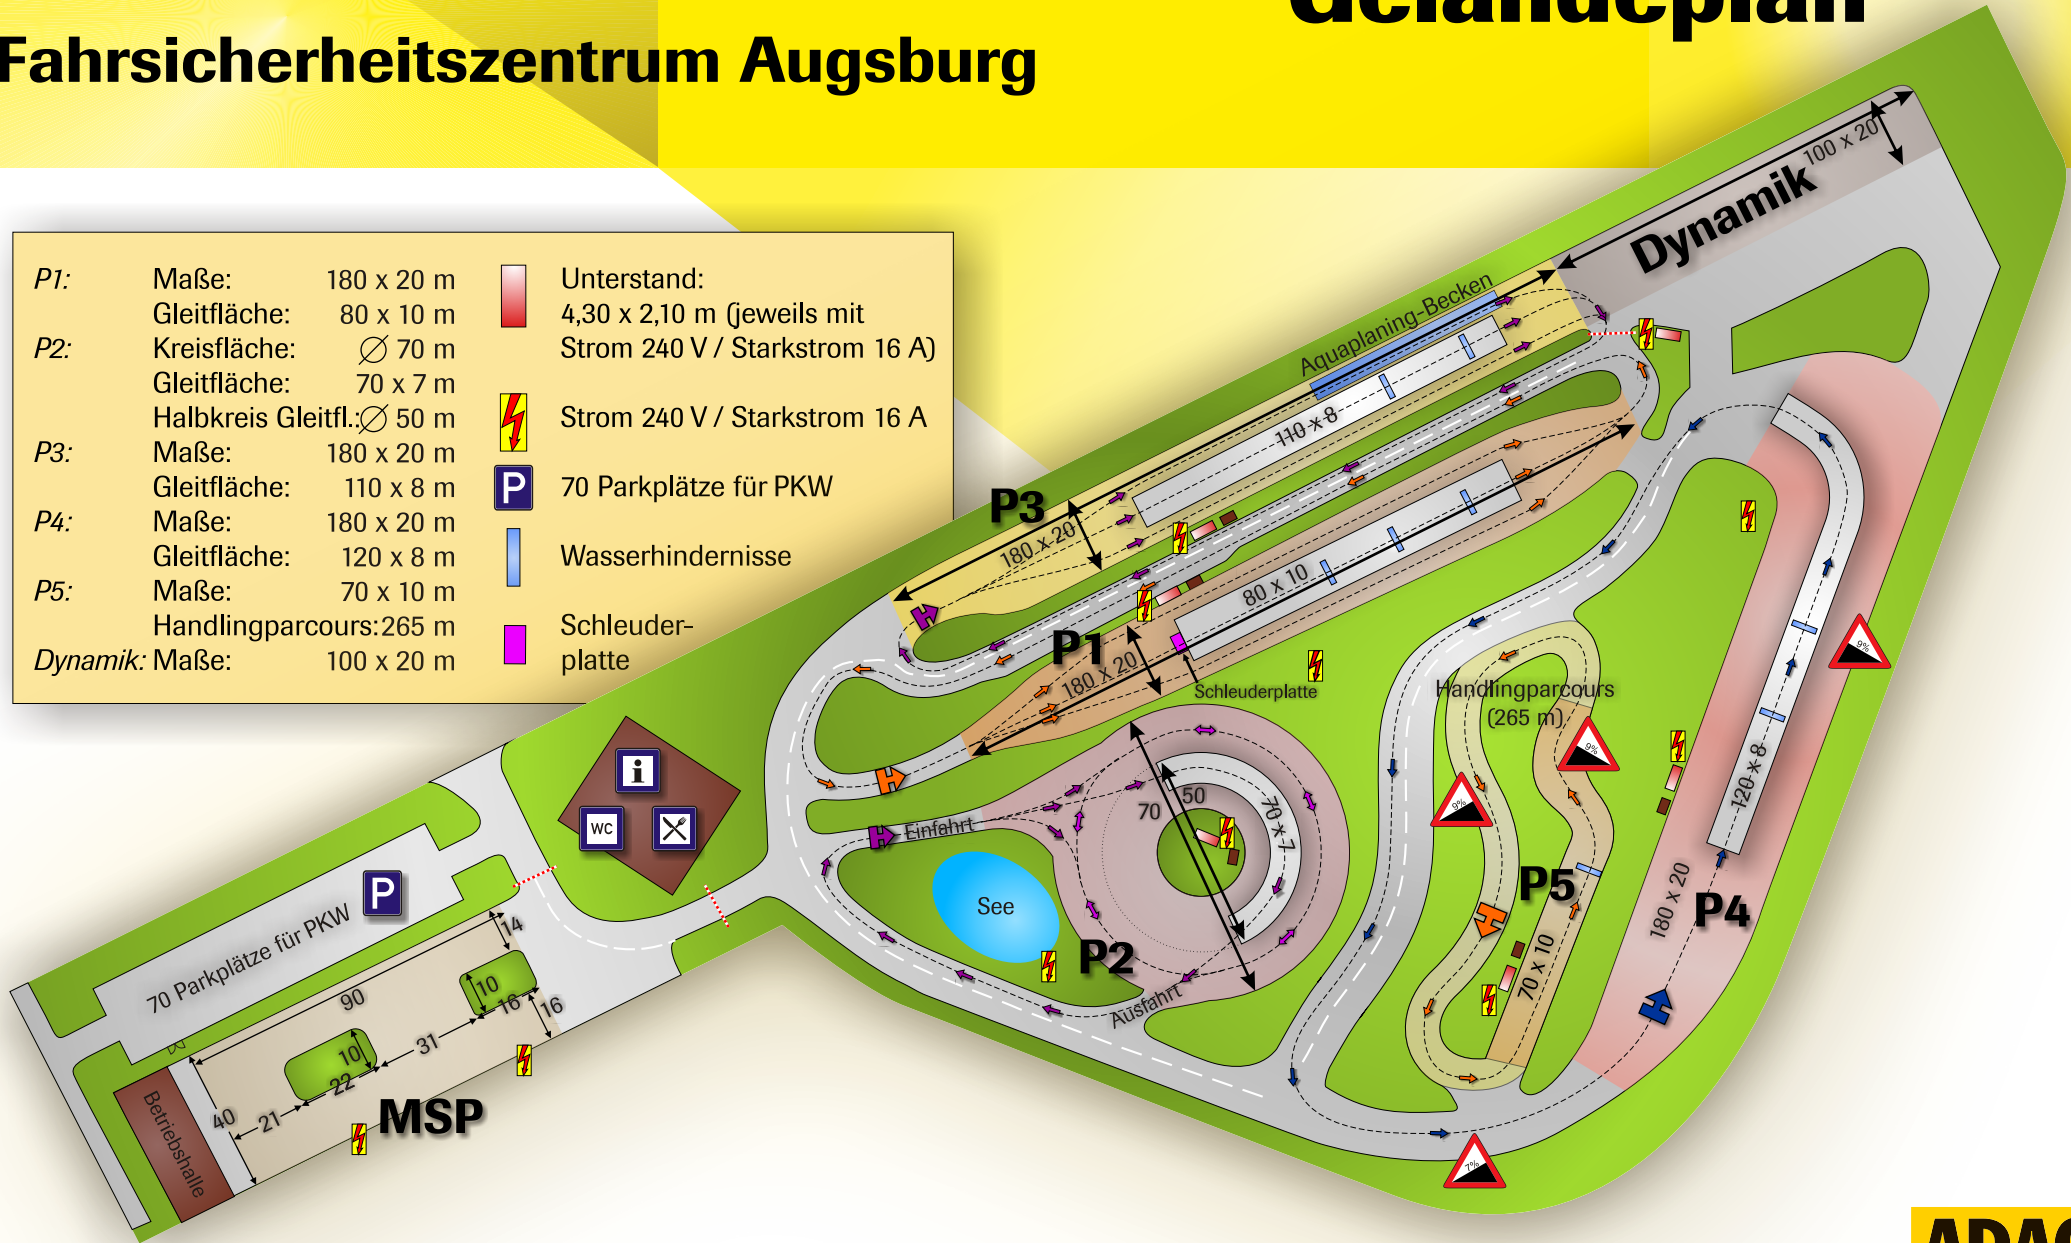 Geländeplan
Fahrsicherheitszentrum Augsburg
P1: Maße: 180 x 20 m
Gleitfläche: 80 x 10 m
P2: Kreisfläche: ∅ 70 m
Gleitfläche: 70 x 7 m
Halbkreis Gleitfl.: ∅ 50 m
P3: Maße: 180 x 20 m
Gleitfläche: 110 x 8 m
P4: Maße: 180 x 20 m
Gleitfläche: 120 x 8 m
P5: Maße: 70 x 10 m
Handlingparcours: 265 m
Dynamik: Maße: 100 x 20 m
Unterstand:
4,30 x 2,10 m (jeweils mit
Strom 240 V / Starkstrom 16 A)
Strom 240 V / Starkstrom 16 A
P
70 Parkplätze für PKW
Wasserhindernisse
Schleuder-
platte
100 x 20
Dynamik
Aquaplaning-Becken
110 x 8
P3
180 x 20
80 x 10
P1
180 x 20
Schleuderplatte
Handlingparcours
(265 m)
9%
9%
9%
120 x 8
i
WC
Einfahrt
50
70
70 x 7
See
P2
Ausfahrt
P5
70 x 10
180 x 20
P4
7%
P
70 Parkplätze für PKW
14
90
10
16
16
31
10
22
21
40
MSP
Betriebshalle
ADAC